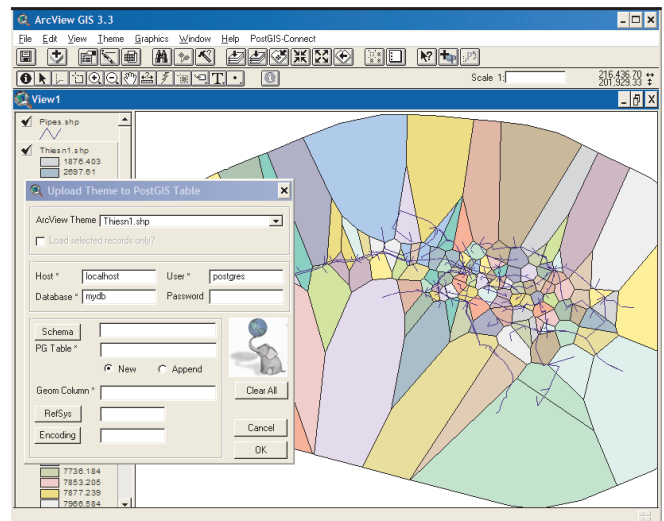 ArcView GIS 3.3
File Edit View Theme Graphics Window Help PostGIS-Connect
Scale 1:
216,436.70
201,929.33
View1
Pipes.shp
Thiesn1.shp
1876.403
2697.61
Upload Theme to PostGIS Table
ArcView Theme Thiesn1.shp
Load selected records only?
Host * localhost User * postgres
Database * mydb Password
Schema
PG Table *
New Append
Geom Column *
Clear All
RefSys
Encoding
Cancel
OK
7736.184
7853.205
7877.239
7966.584